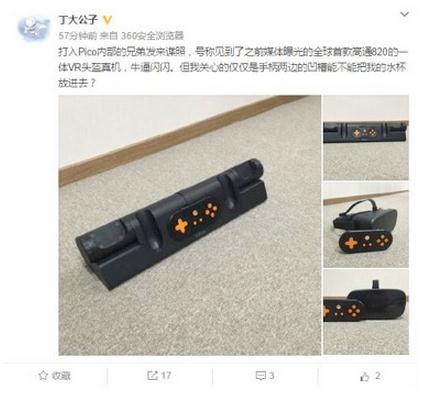 丁大公子
57分钟前 来自 360安全浏览器
打入Pico内部的兄弟发来谍照，号称见到了之前媒体曝光的全球首款高通820的一
体VR头盔真机，牛逼闪闪。但我关心的仅仅是手柄两边的凹槽能不能把我的水杯
放进去？
收藏
17
3
2